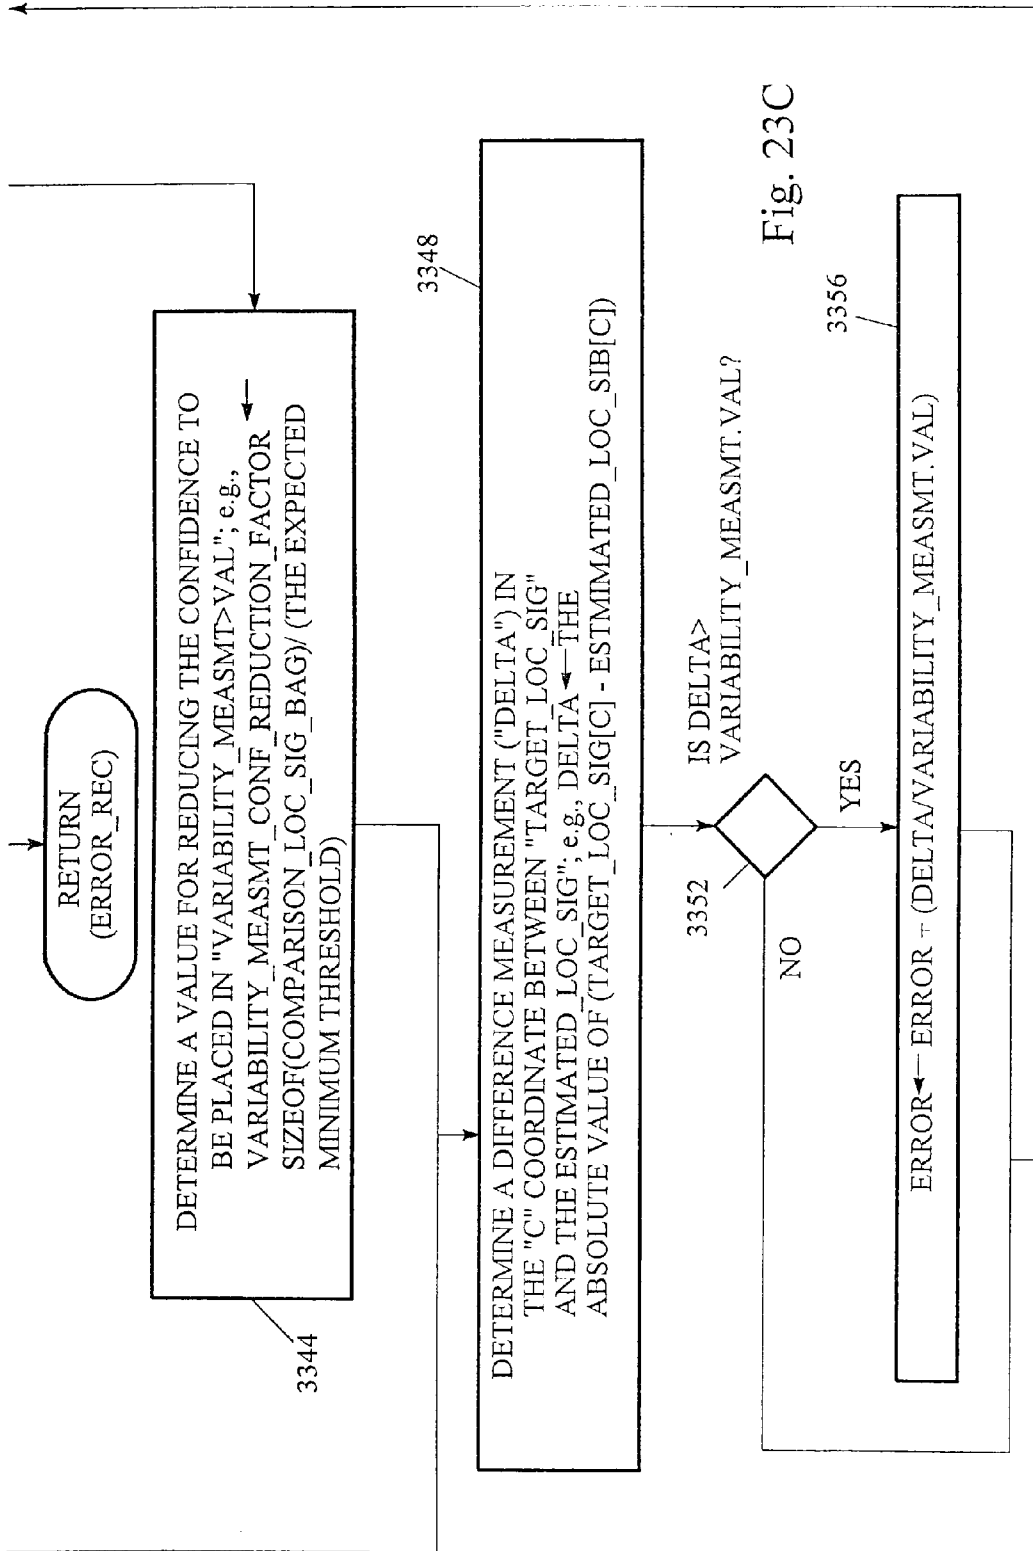 RETURN
(ERROR_REC)
DETERMINE A VALUE FOR REDUCING THE CONFIDENCE TO
BE PLACED IN "VARIABILITY_MEASMT>VAL"; e.g.,
VARIABILITY_MEASMT_CONF_REDUCTION_FACTOR ←
SIZEOF(COMPARISON_LOC_SIG_BAG)/ (THE EXPECTED
MINIMUM THRESHOLD)
3344
3348
DETERMINE A DIFFERENCE MEASUREMENT ("DELTA") IN
THE "C" COORDINATE BETWEEN "TARGET_LOC_SIG"
AND THE ESTIMATED_LOC_SIG"; e.g., DELTA ← THE
ABSOLUTE VALUE OF (TARGET_LOC_SIG[C] - ESTMIMATED_LOC_SIB[C])
IS DELTA>
VARIABILITY_MEASMT.VAL?
3352
NO
YES
3356
ERROR ← ERROR + (DELTA/VARIABILITY_MEASMT.VAL)
Fig. 23C